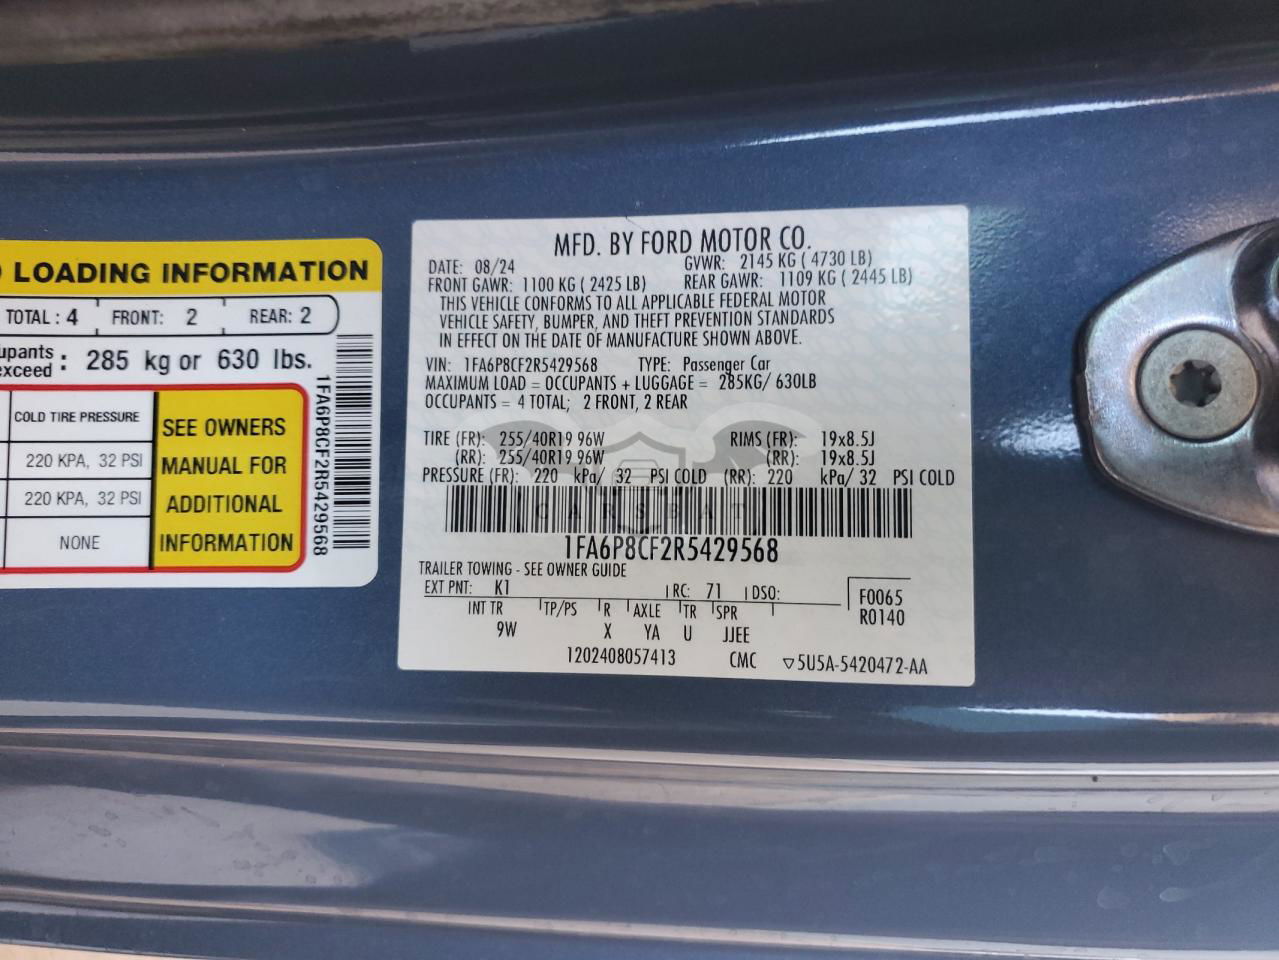 LOADING INFORMATION
TOTAL: 4 FRONT: 2 REAR: 2
285 kg or 630 lbs.
COLD TIRE PRESSURE
220 KPA, 32 PSI
220 KPA, 32 PSI
NONE
SEE OWNERS
MANUAL FOR
ADDITIONAL
INFORMATION
1FA6P8CF2R5429568
MFD. BY FORD MOTOR CO.
DATE: 08/24 GVWR: 2145 KG ( 4730 LB)
FRONT GAWR: 1100 KG ( 2425 LB) REAR GAWR: 1109 KG ( 2445 LB)
THIS VEHICLE CONFORMS TO ALL APPLICABLE FEDERAL MOTOR
VEHICLE SAFETY, BUMPER, AND THEFT PREVENTION STANDARDS
IN EFFECT ON THE DATE OF MANUFACTURE SHOWN ABOVE.
VIN: 1FA6P8CF2R5429568 TYPE: Passenger Car
MAXIMUM LOAD = OCCUPANTS + LUGGAGE = 285KG/ 630LB
OCCUPANTS = 4 TOTAL; 2 FRONT, 2 REAR
TIRE (FR): 255/40R19 96W RIMS (FR): 19x8.5J
(RR): 255/40R19 96W (RR): 19x8.5J
PRESSURE (FR): 220 kPa/ 32 PSI COLD (RR): 220 kPa/ 32 PSI COLD
CARSBAT
1FA6P8CF2R5429568
TRAILER TOWING - SEE OWNER GUIDE
EXT PNT: K1 RC: 71 DSO:
F0065
R0140
INT TR TP/PS R AXLE TR SPR
9W X YA U JJEE
1202408057413 CMC ▽5U5A-5420472-AA